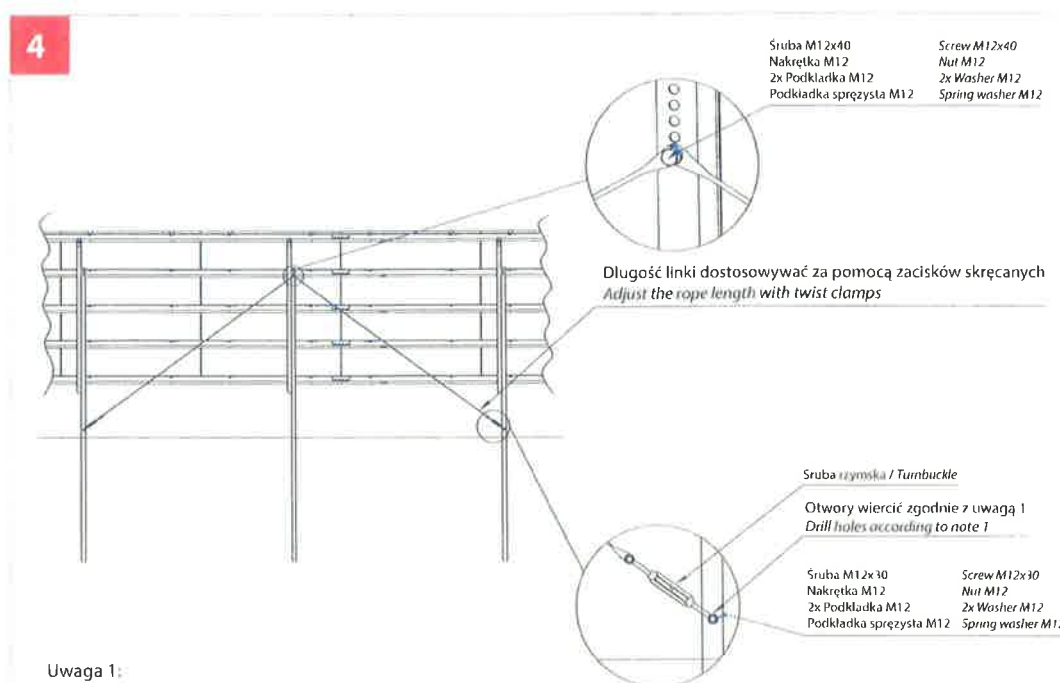 4
Śruba M12x40 Screw M12x40
Nakrętka M12 Nut M12
2x Podkładka M12 2x Washer M12
Podkładka sprężysta M12 Spring washer M12
Długość linki dostosowywać za pomocą zacisków skręcanych
Adjust the rope length with twist clamps
Sruba rzymska / Turnbuckle
Otwory wiercić zgodnie z uwagą 1
Drill holes according to note 1
Śruba M12x30 Screw M12x30
Nakrętka M12 Nut M12
2x Podkładka M12 2x Washer M12
Podkładka sprężysta M12 Spring washer M12
Uwaga 1: